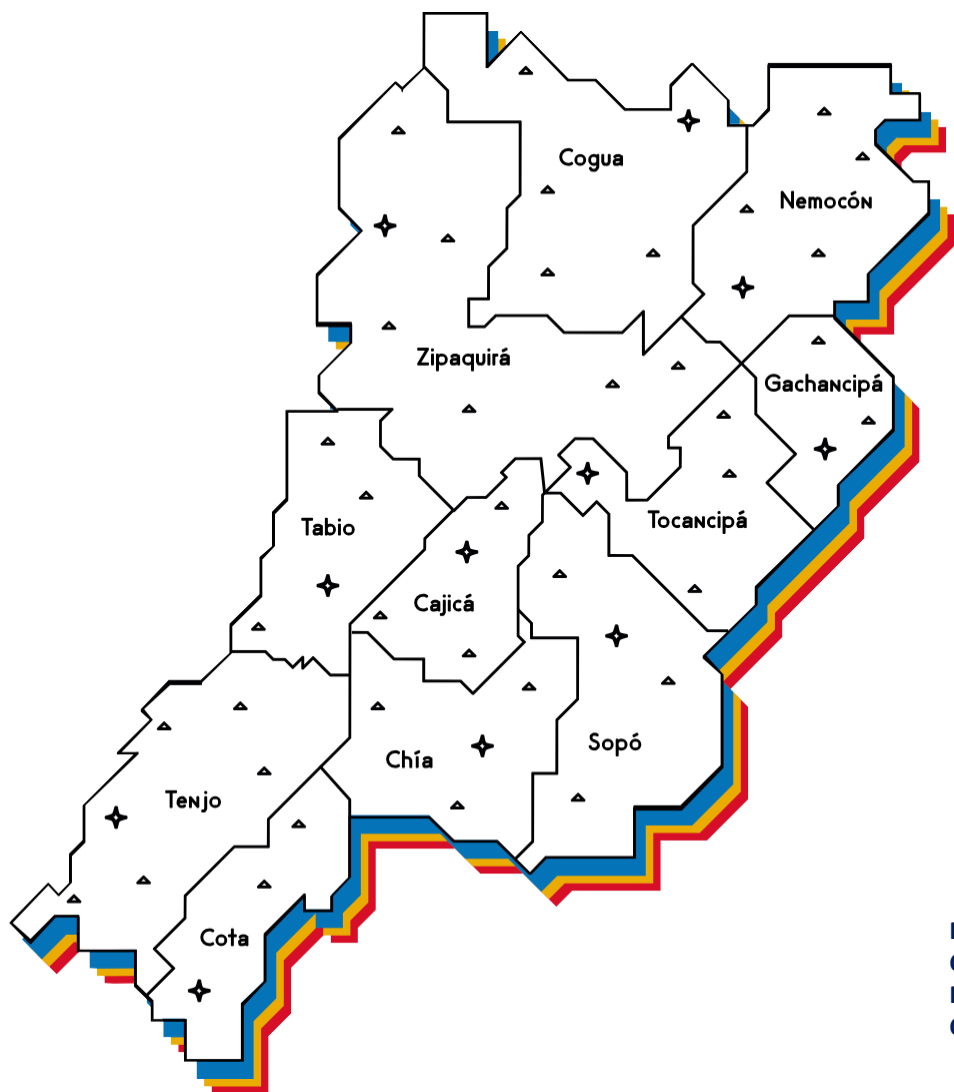 Cogua
Nemocón
Zipaquirá
Gachancipá
Tabio
Tocancipá
Cajicá
Sopó
Chía
Tenjo
Cota